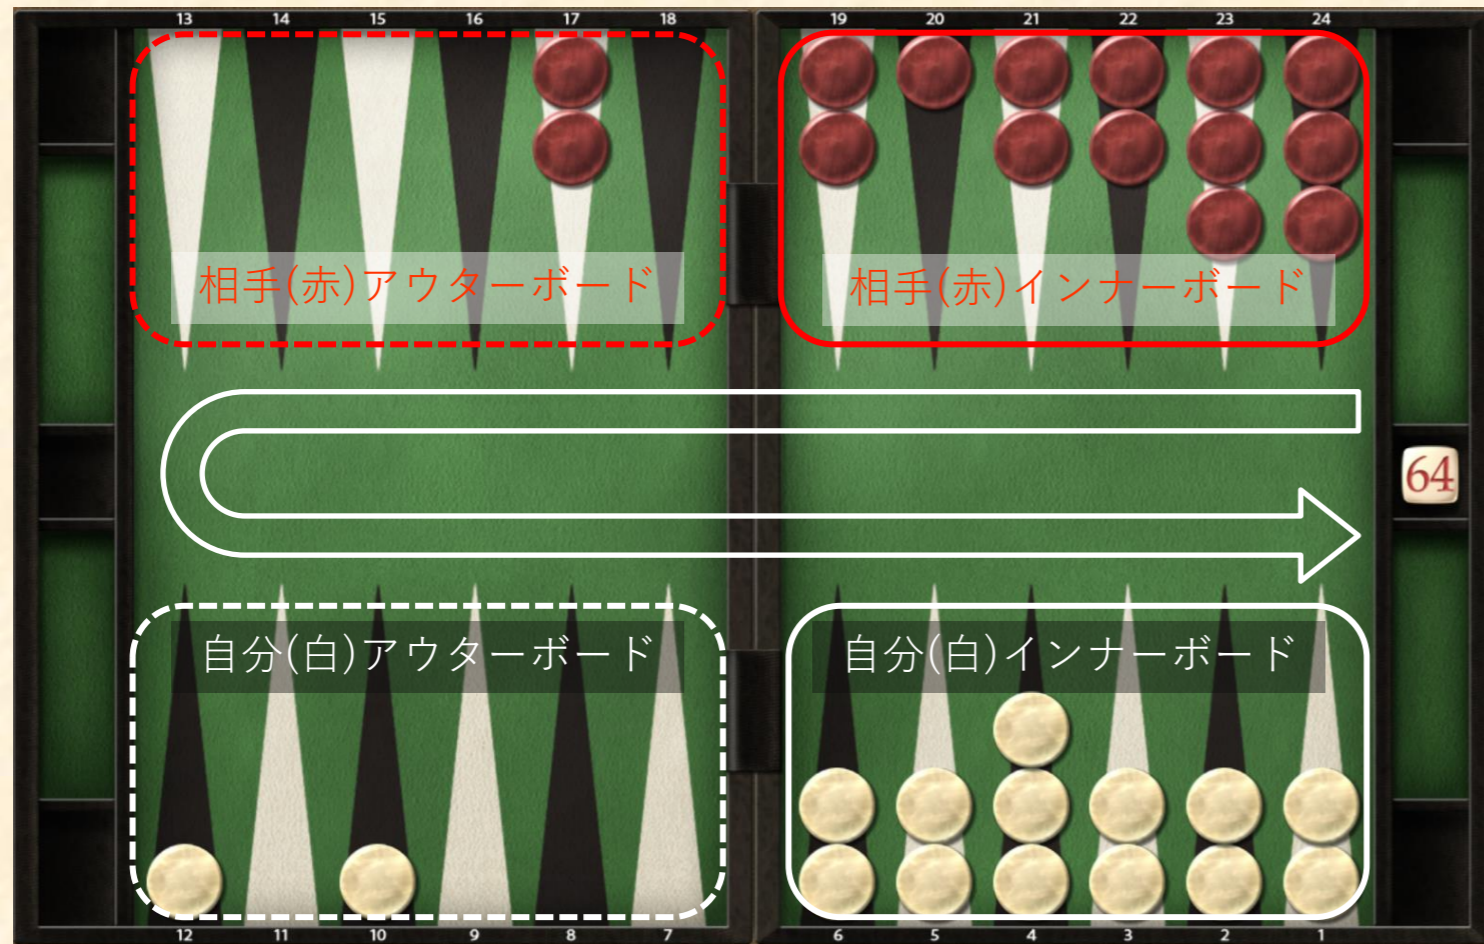 13 14 15 16 17 18 19 20 21 22 23 24
相手(赤)アウターボード
相手(赤)インナーボード
64
自分(白)アウターボード
自分(白)インナーボード
12 11 10 9 8 7 6 5 4 3 2 1